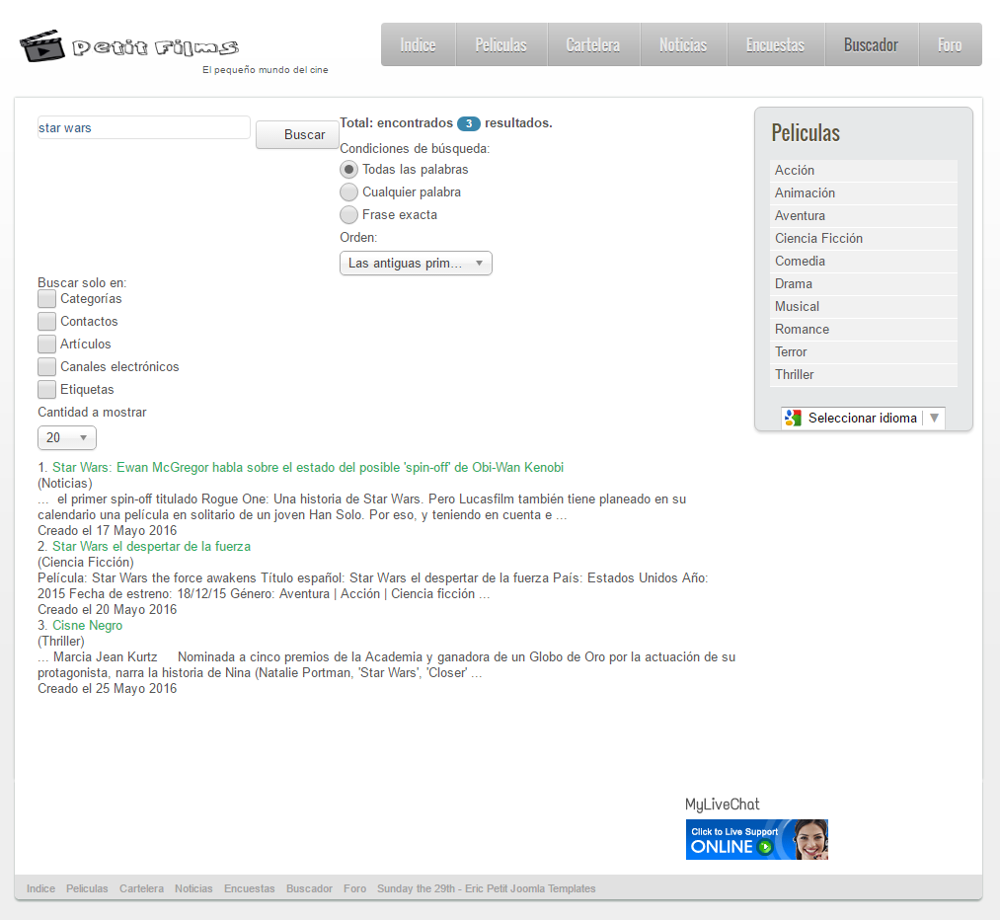 Petit Films
El pequeño mundo del cine
Indice Peliculas Cartelera Noticias Encuestas Buscador Foro
star wars
Buscar
Total: encontrados 3 resultados.
Condiciones de búsqueda:
Todas las palabras
Cualquier palabra
Frase exacta
Orden:
Las antiguas prim...
Buscar solo en:
Categorías
Contactos
Artículos
Canales electrónicos
Etiquetas
Cantidad a mostrar
20
1. Star Wars: Ewan McGregor habla sobre el estado del posible 'spin-off' de Obi-Wan Kenobi
(Noticias)
... el primer spin-off titulado Rogue One: Una historia de Star Wars. Pero Lucasfilm también tiene planeado en su
calendario una película en solitario de un joven Han Solo. Por eso, y teniendo en cuenta e ...
Creado el 17 Mayo 2016
2. Star Wars el despertar de la fuerza
(Ciencia Ficción)
Película: Star Wars the force awakens Título español: Star Wars el despertar de la fuerza País: Estados Unidos Año:
2015 Fecha de estreno: 18/12/15 Género: Aventura | Acción | Ciencia ficción ...
Creado el 20 Mayo 2016
3. Cisne Negro
(Thriller)
... Marcia Jean Kurtz Nominada a cinco premios de la Academia y ganadora de un Globo de Oro por la actuación de su
protagonista, narra la historia de Nina (Natalie Portman, 'Star Wars', 'Closer' ...
Creado el 25 Mayo 2016
Peliculas
Acción
Animación
Aventura
Ciencia Ficción
Comedia
Drama
Musical
Romance
Terror
Thriller
Seleccionar idioma
MyLiveChat
Click to Live Support
ONLINE
Indice Peliculas Cartelera Noticias Encuestas Buscador Foro Sunday the 29th - Eric Petit Joomla Templates